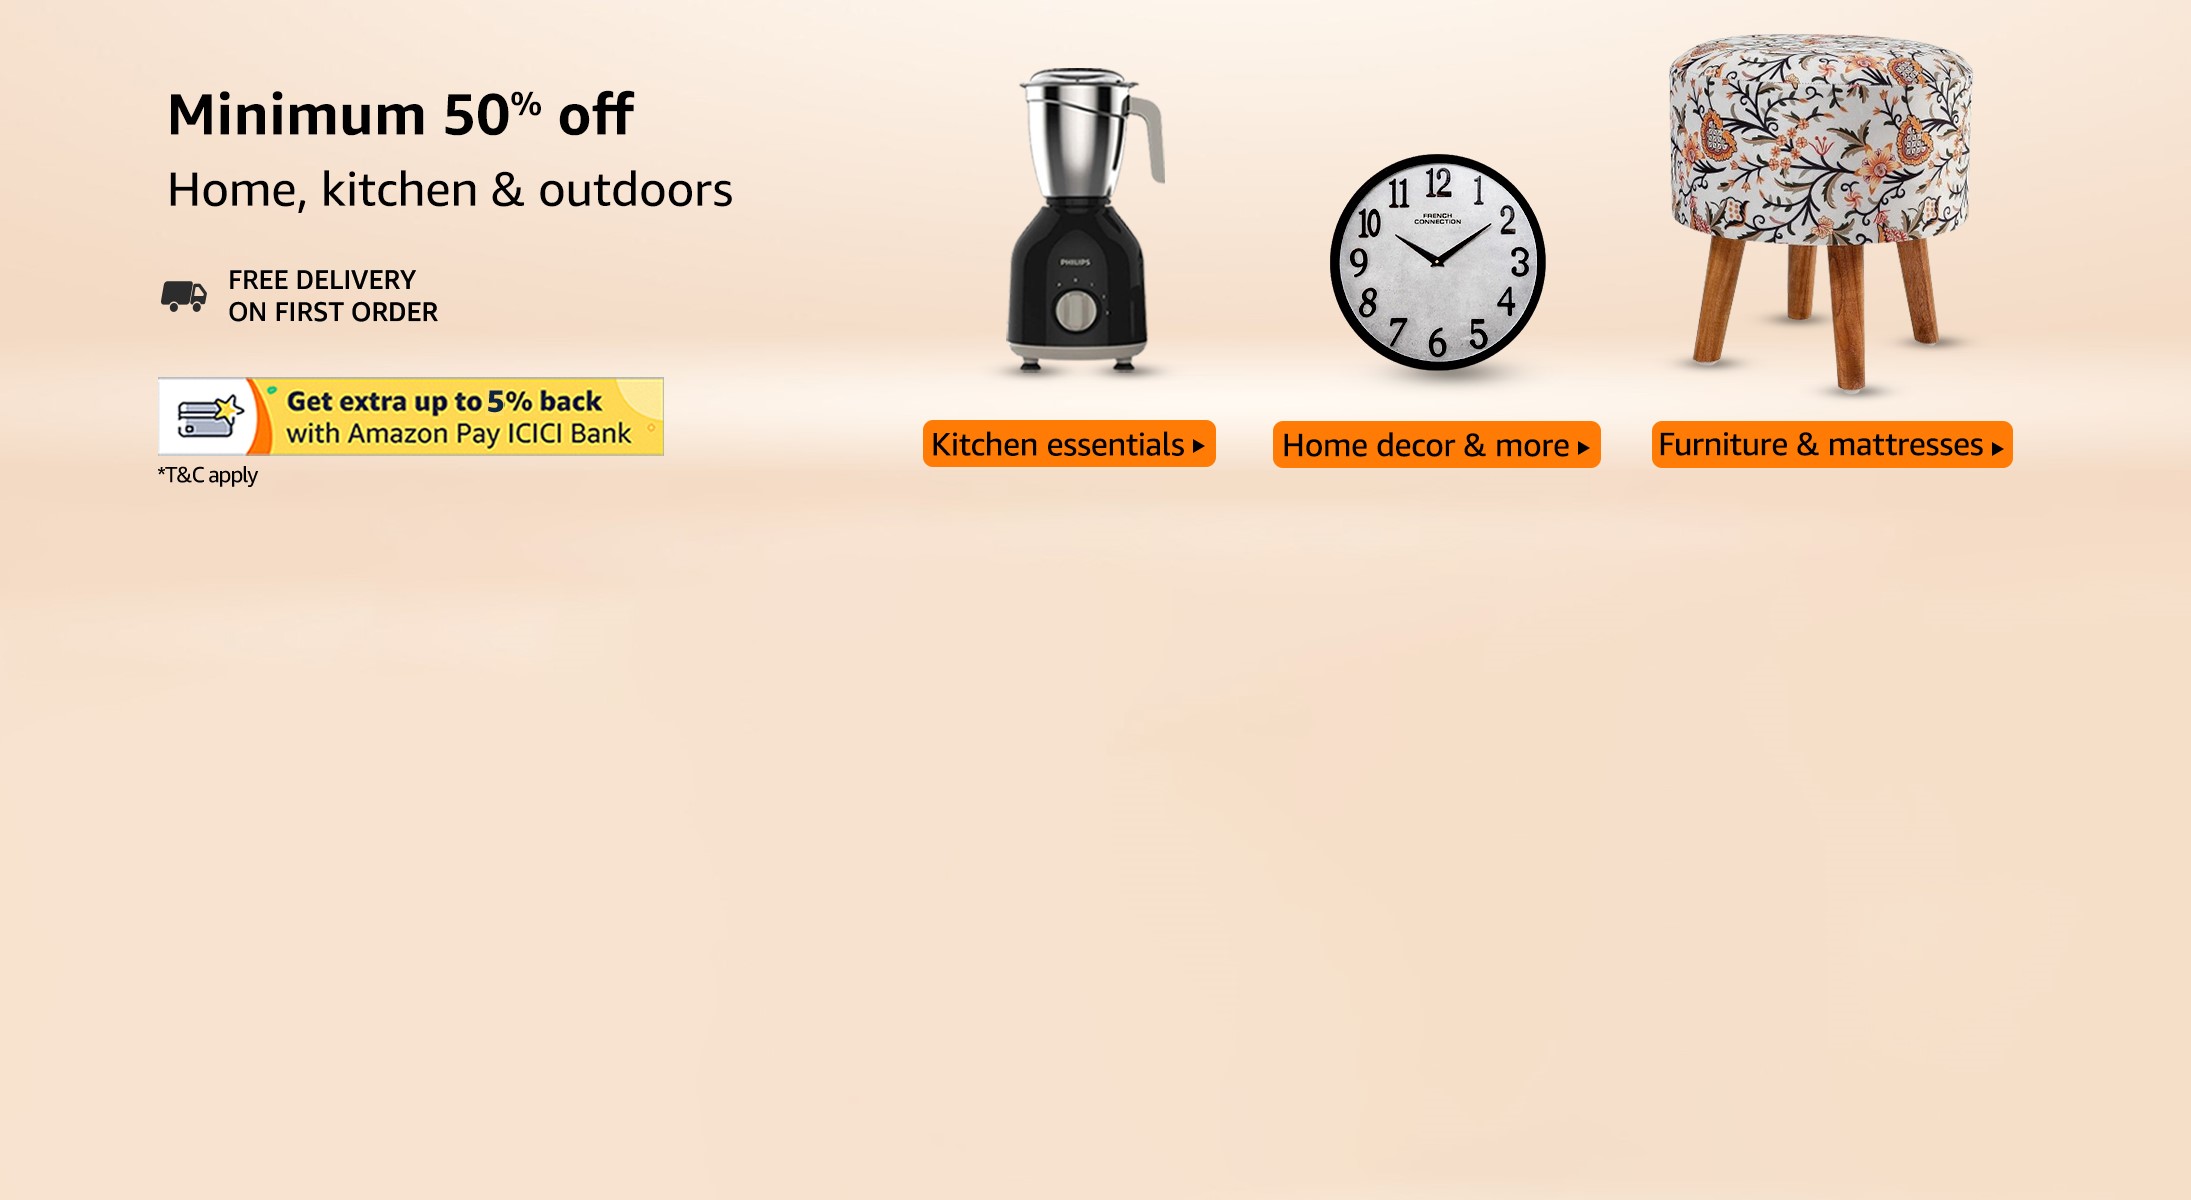 Minimum 50% off
Home, kitchen & outdoors
FREE DELIVERY
ON FIRST ORDER
Get extra up to 5% back
with Amazon Pay ICICI Bank
*T&C apply
PHILIPS
Kitchen essentials
12
11
1
10
2
FRENCH
CONNECTION
9
3
8
4
7
5
6
Home decor & more
Furniture & mattresses